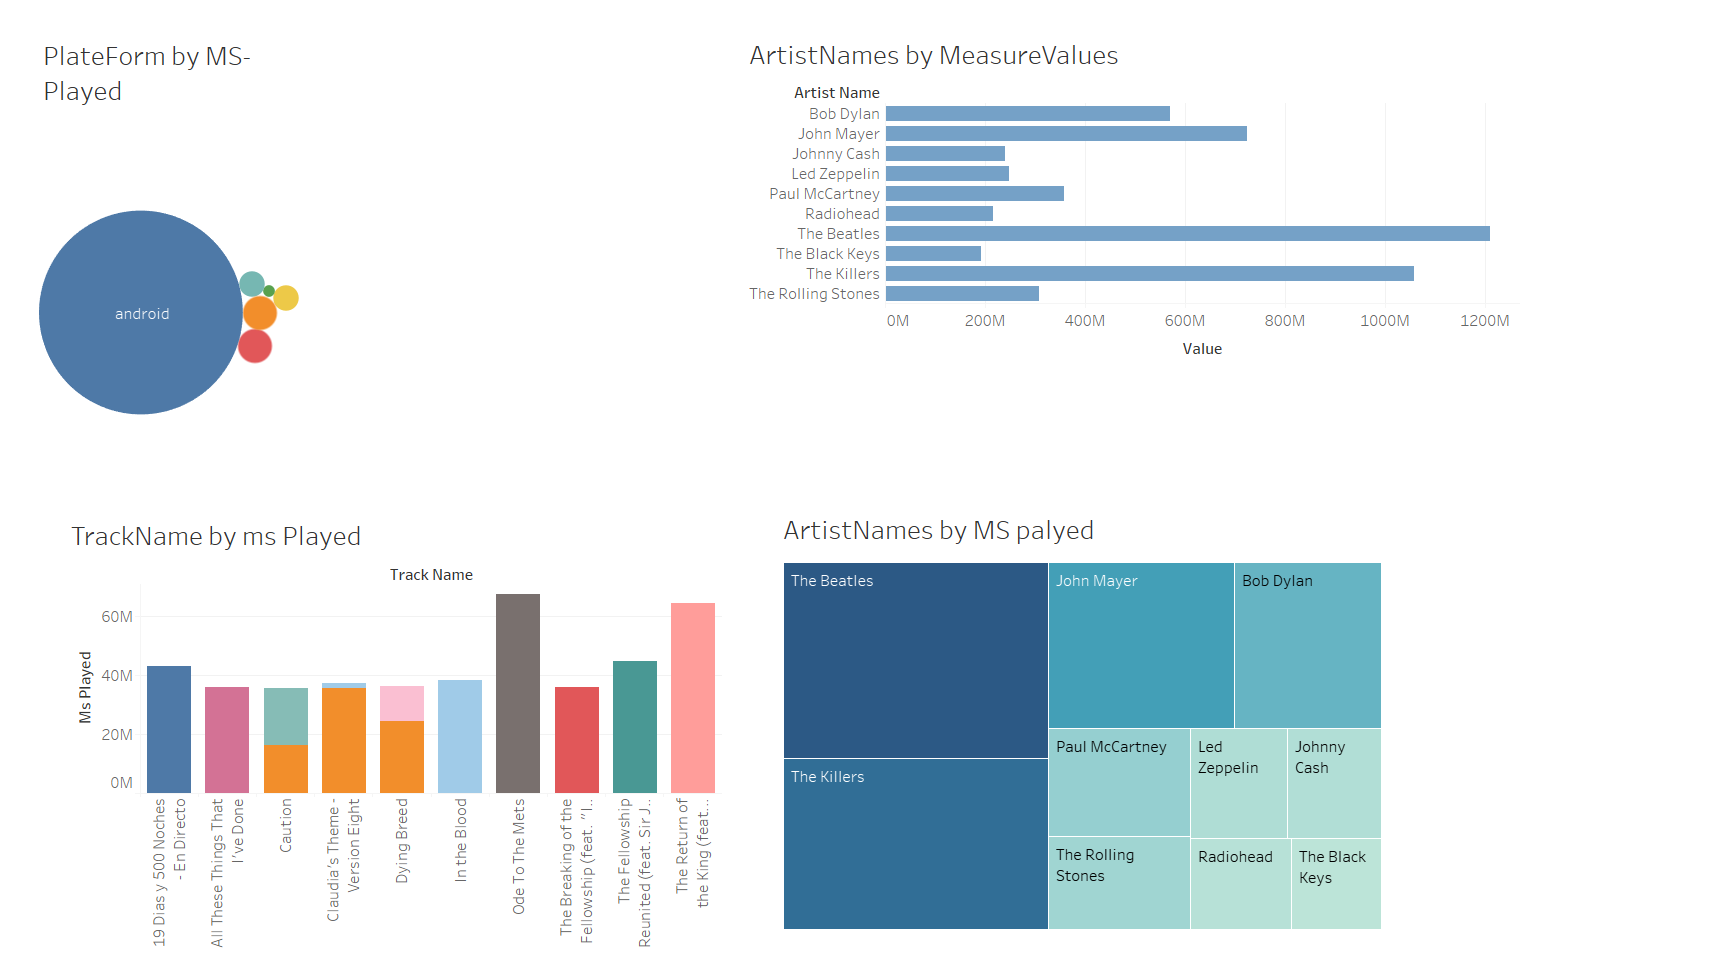 PlateForm by MS-
Played
android
ArtistNames by MeasureValues
Artist Name
Bob Dylan
John Mayer
Johnny Cash
Led Zeppelin
Paul McCartney
Radiohead
The Beatles
The Black Keys
The Killers
The Rolling Stones
0M 200M 400M 600M 800M 1000M 1200M
Value
TrackName by ms Played
Track Name
Ms Played
60M
40M
20M
0M
19 Dias y 500 Noches
- En Directo
All These Things That
I've Done
Caution
Claudia's Theme -
Version Eight
Dying Breed
In the Blood
Ode To The Mets
The Breaking of the
Fellowship (feat. "I..
The Fellowship
Reunited (feat. Sir J..
The Return of
the King (feat...
ArtistNames by MS palyed
The Beatles
The Killers
John Mayer
Bob Dylan
Paul McCartney
Led
Zeppelin
Johnny
Cash
The Rolling
Stones
Radiohead
The Black
Keys